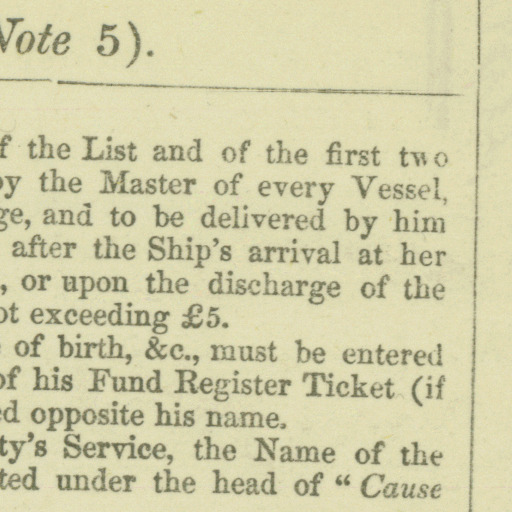 Note 5).
f the List and of the first two
by the Master of every Vessel,
ge, and to be delivered by him
after the Ship's arrival at her
, or upon the discharge of the
ot exceeding £5.
of birth, &c., must be entered
of his Fund Register Ticket (if
ed opposite his name.
ty's Service, the Name of the
ted under the head of “ Cause